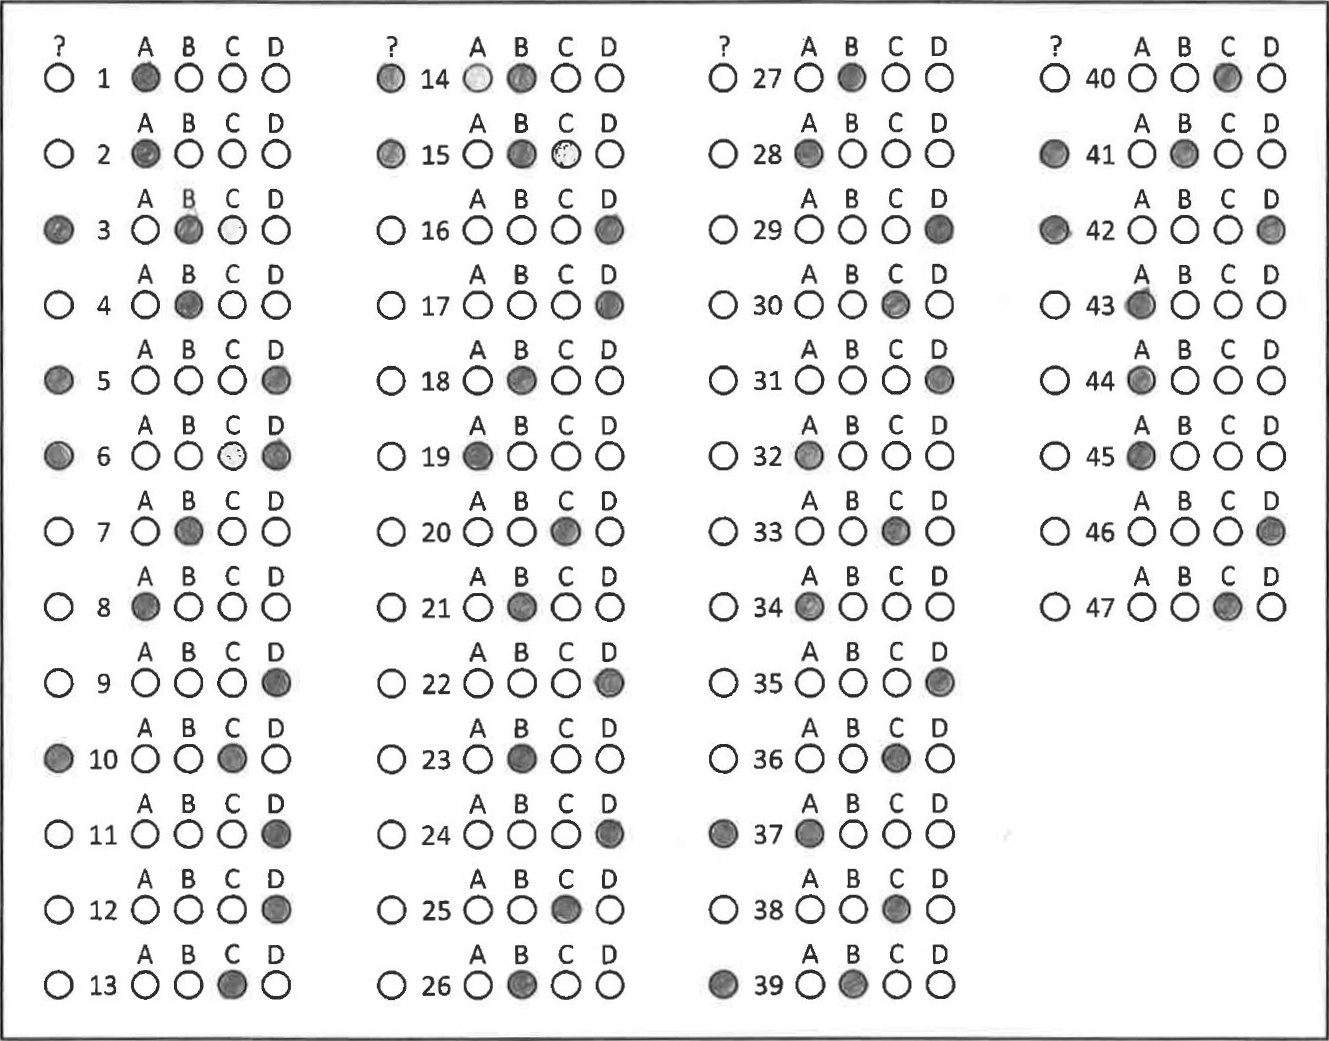 ? A B C D
1
A B C D
2
A B C D
3
A B C D
4
A B C D
5
A B C D
6
A B C D
7
A B C D
8
A B C D
9
A B C D
10
A B C D
11
A B C D
12
A B C D
13
? A B C D
14
A B C D
15
A B C D
16
A B C D
17
A B C D
18
A B C D
19
A B C D
20
A B C D
21
A B C D
22
A B C D
23
A B C D
24
A B C D
25
A B C D
26
? A B C D
27
A B C D
28
A B C D
29
A B C D
30
A B C D
31
A B C D
32
A B C D
33
A B C D
34
A B C D
35
A B C D
36
A B C D
37
A B C D
38
A B C D
39
? A B C D
40
A B C D
41
A B C D
42
A B C D
43
A B C D
44
A B C D
45
A B C D
46
A B C D
47